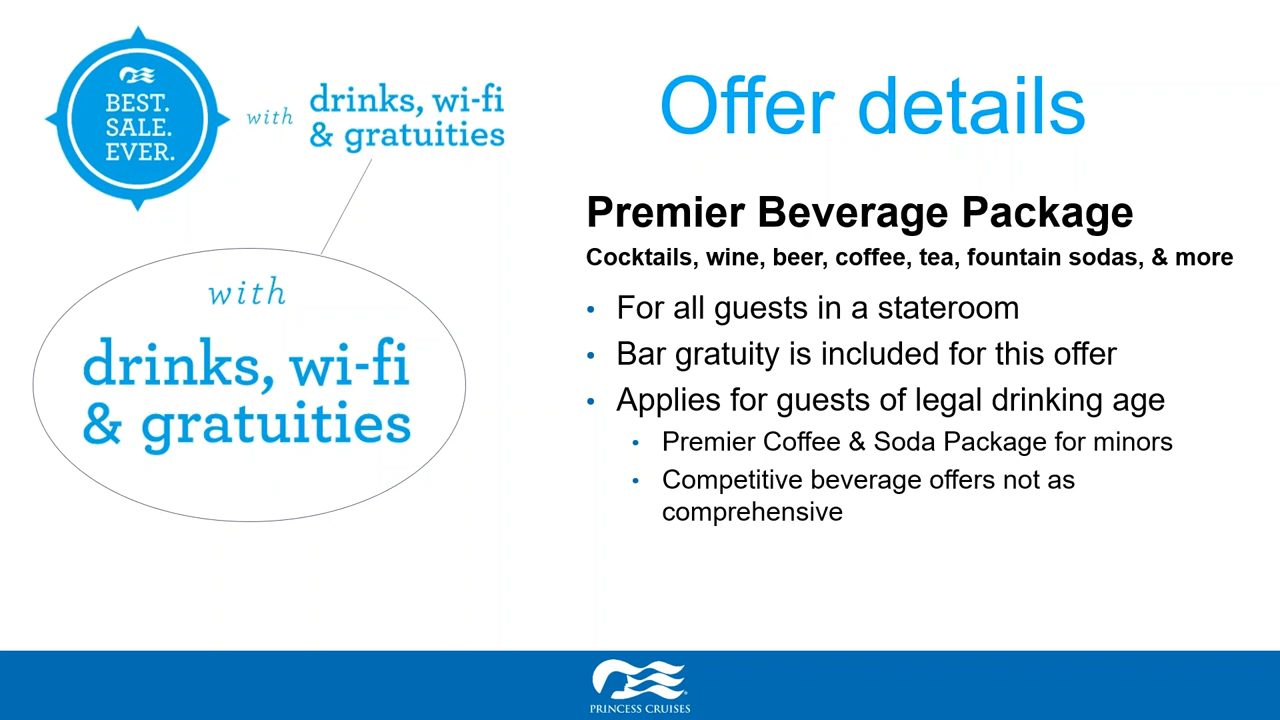 BEST.
SALE.
EVER.
with
drinks, wi-fi
& gratuities
with
drinks, wi-fi
& gratuities
Offer details
Premier Beverage Package
Cocktails, wine, beer, coffee, tea, fountain sodas, & more
• For all guests in a stateroom
• Bar gratuity is included for this offer
• Applies for guests of legal drinking age
• Premier Coffee & Soda Package for minors
• Competitive beverage offers not as
comprehensive
PRINCESS CRUISES